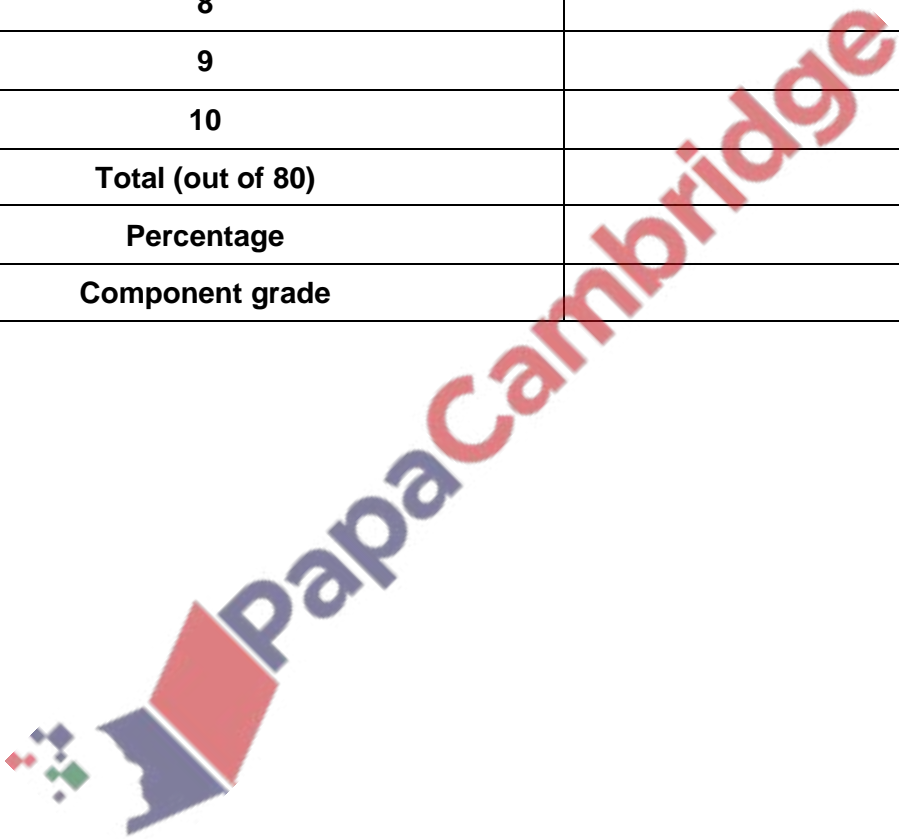 8
9
10
Total (out of 80)
Percentage
Component grade
PapaCambridge